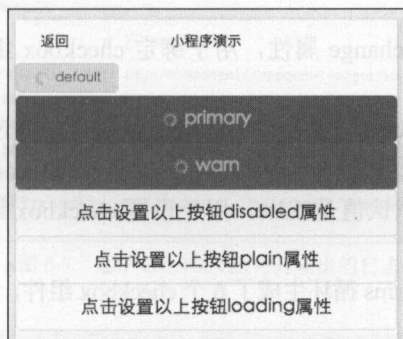 返回 小程序演示
default
primary
warn
点击设置以上按钮disabled属性
点击设置以上按钮plain属性
点击设置以上按钮loading属性